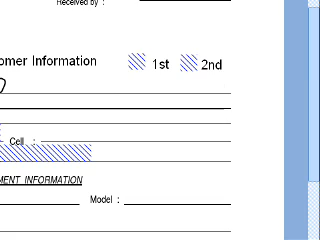 Received by :
omer Information 1st 2nd
Cell :
MENT INFORMATION
Model :